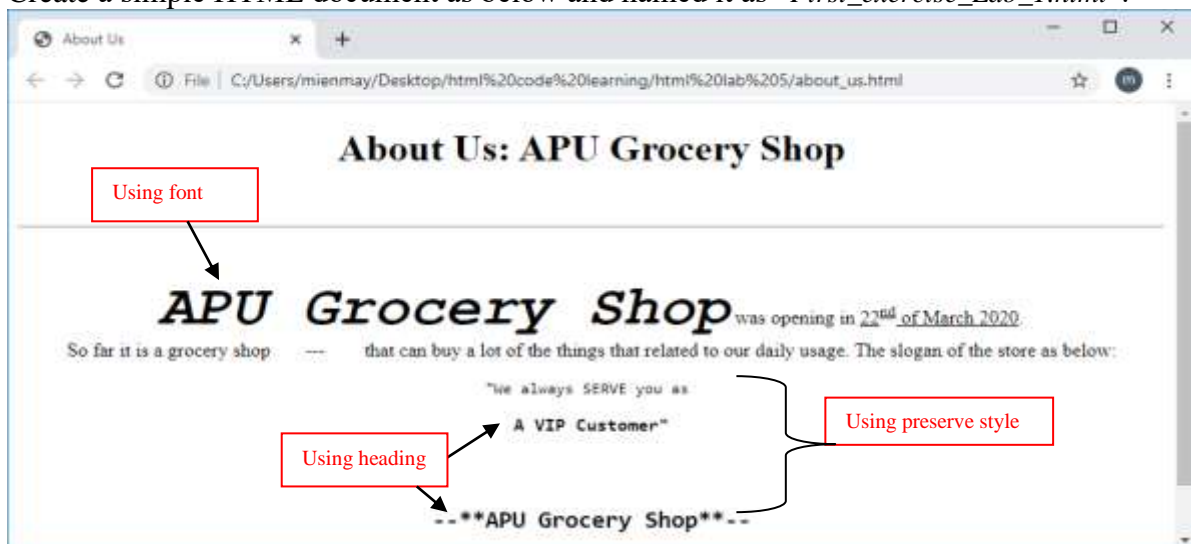 Create a simple HTML document as below and named it as "First_exercise_Lab_1.html".
About Us
File | C:/Users/mienmay/Desktop/html%20code%20learning/html%20lab%205/about_us.html
m
About Us: APU Grocery Shop
Using font
APU Grocery Shop was opening in 22nd of March 2020.
So far it is a grocery shop --- that can buy a lot of the things that related to our daily usage. The slogan of the store as below:
"We always SERVE you as
A VIP Customer"
Using preserve style
Using heading
--**APU Grocery Shop**--